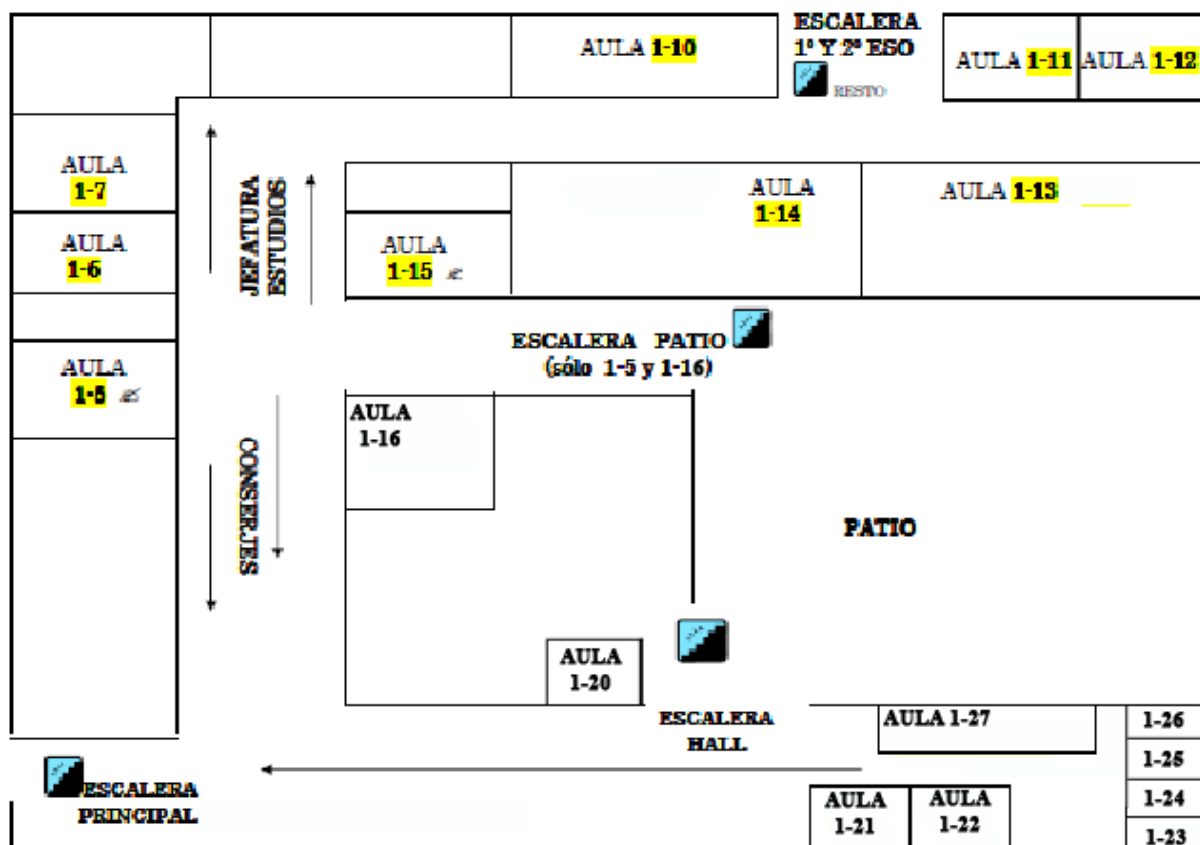 ESCALERA
1º Y 2º ESO
RESTO
AULA 1-10
AULA 1-11
AULA 1-12
AULA
1-7
AULA
1-6
AULA
1-5
JEFATURA
ESTUDIOS
AULA
1-15
AULA
1-14
AULA 1-13
ESCALERA PATIO
(sólo 1-5 y 1-16)
AULA
1-16
CONSERJES
PATIO
AULA
1-20
ESCALERA
HALL
AULA 1-27
1-26
1-25
1-24
1-23
ESCALERA
PRINCIPAL
AULA
1-21
AULA
1-22